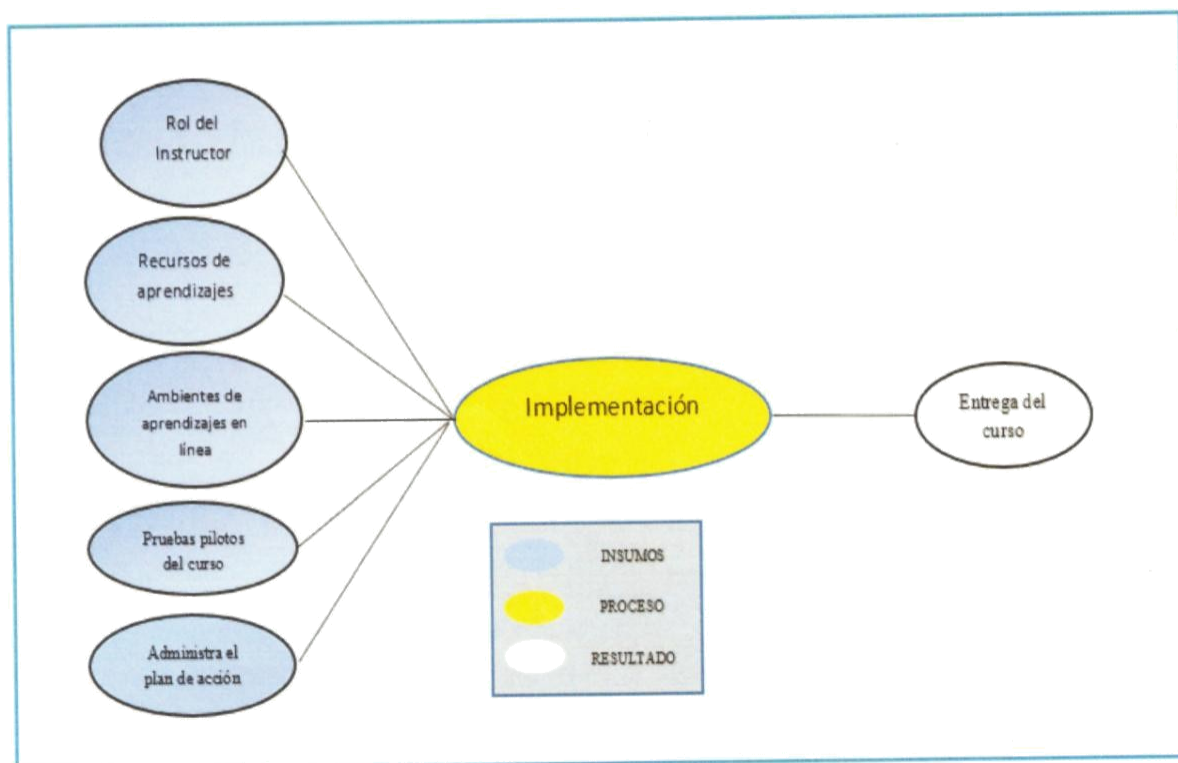 Rol del
Instructor
Recursos de
aprendizajes
Ambientes de
aprendizajes en
línea
Pruebas pilotos
del curso
Administra el
plan de acción
Implementación
Entrega del
curso
INSUMOS
PROCESO
RESULTADO